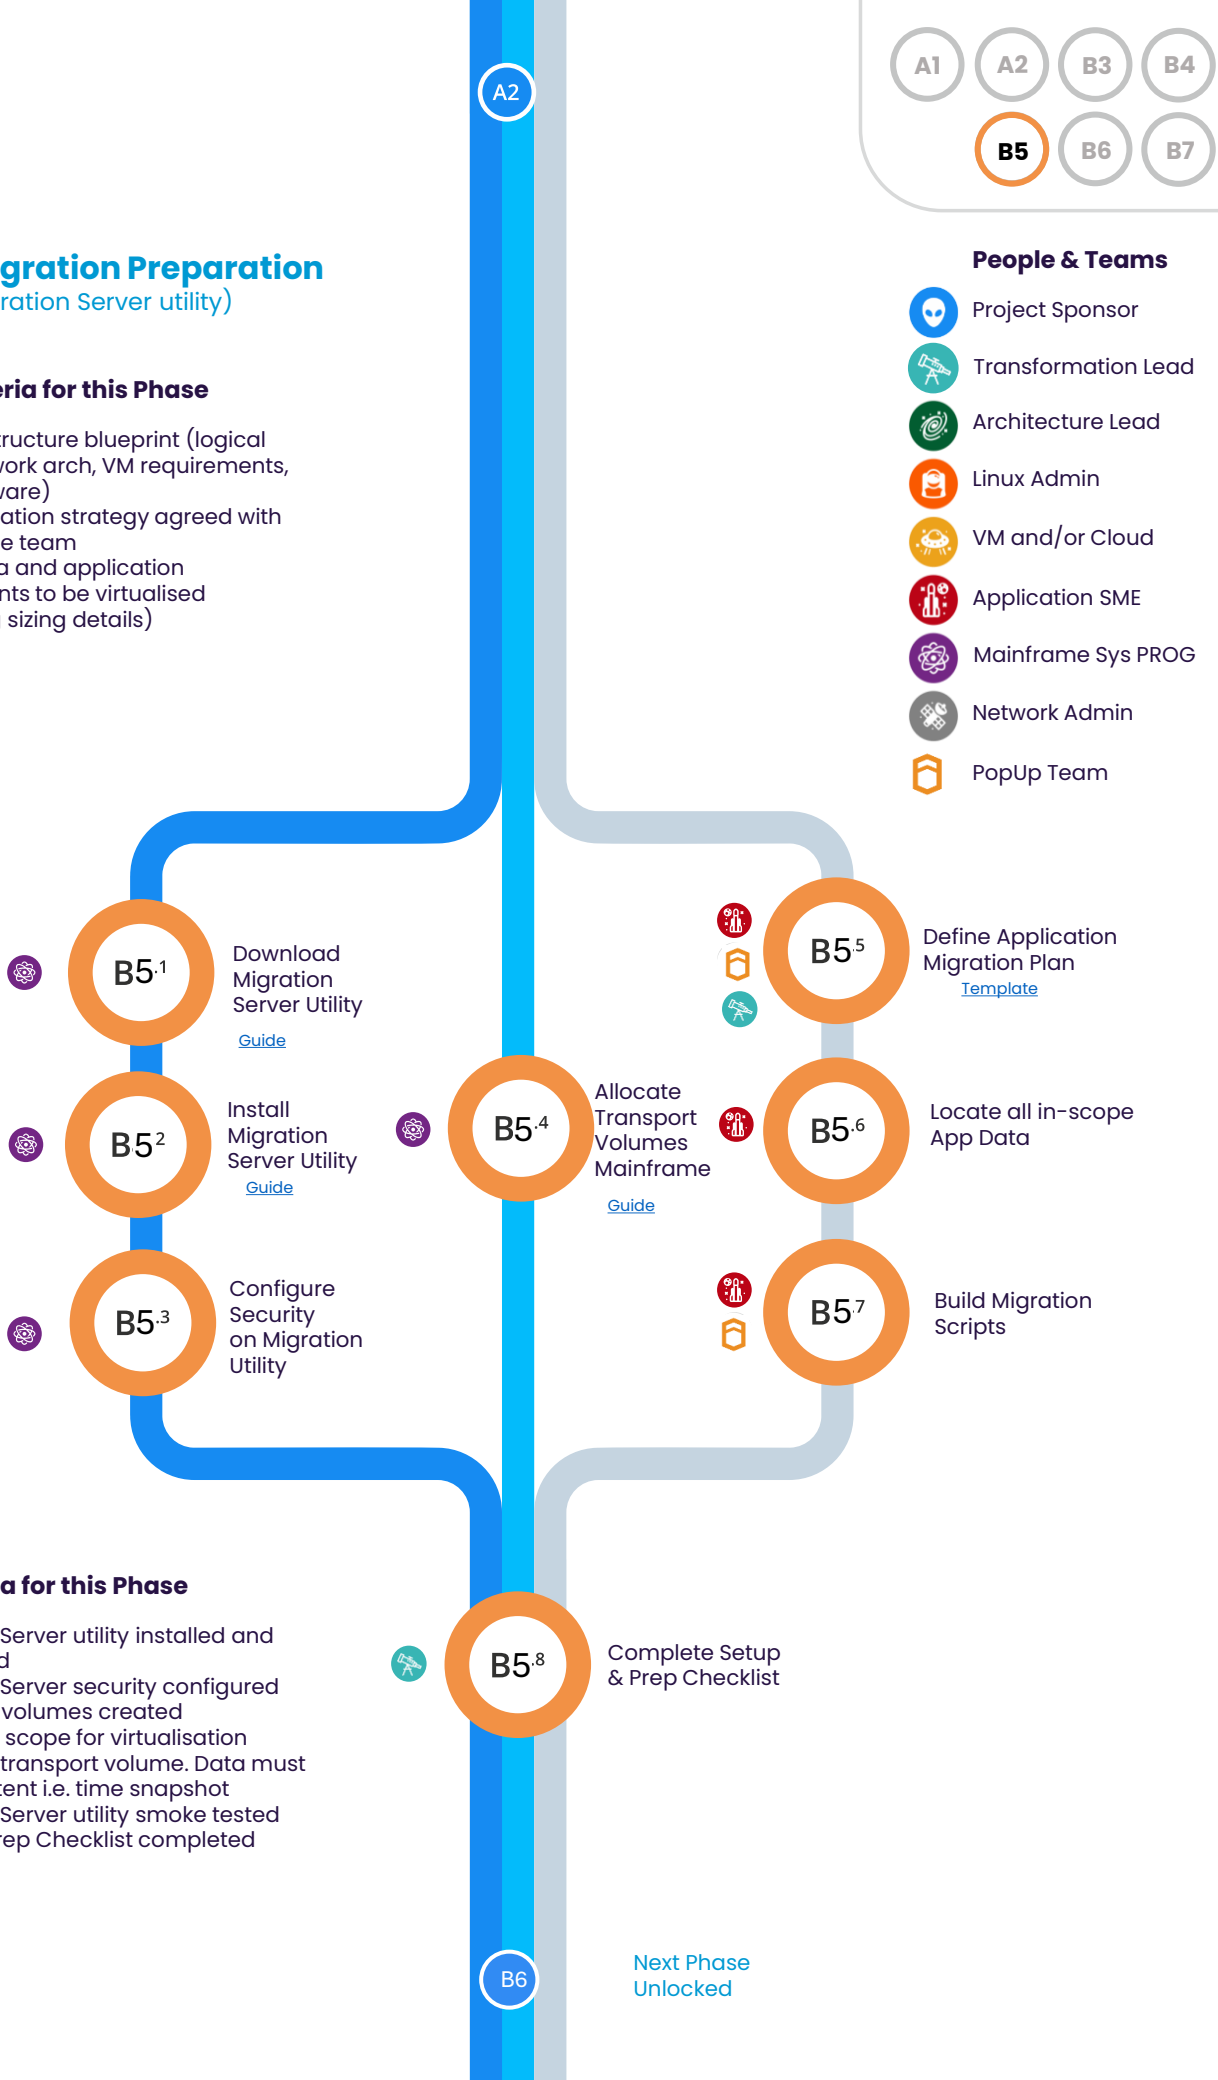 A2
A1 A2 B3 B4
B5 B6 B7
gration Preparation
ration Server utility)
eria for this Phase
ructure blueprint (logical
work arch, VM requirements,
ware)
ation strategy agreed with
e team
a and application
nts to be virtualised
sizing details)
People & Teams
Project Sponsor
Transformation Lead
Architecture Lead
Linux Admin
VM and/or Cloud
Application SME
Mainframe Sys PROG
Network Admin
PopUp Team
B5.1
Download
Migration
Server Utility
Guide
B5 2
Install
Migration
Server Utility
Guide
B5.3
Configure
Security
on Migration
Utility
B5.4
Allocate
Transport
Volumes
Mainframe
Guide
B5.5
Define Application
Migration Plan
Template
B5.6
Locate all in-scope
App Data
B5.7
Build Migration
Scripts
a for this Phase
Server utility installed and
d
Server security configured
volumes created
scope for virtualisation
transport volume. Data must
tent i.e. time snapshot
Server utility smoke tested
rep Checklist completed
B5.8
Complete Setup
& Prep Checklist
B6
Next Phase
Unlocked